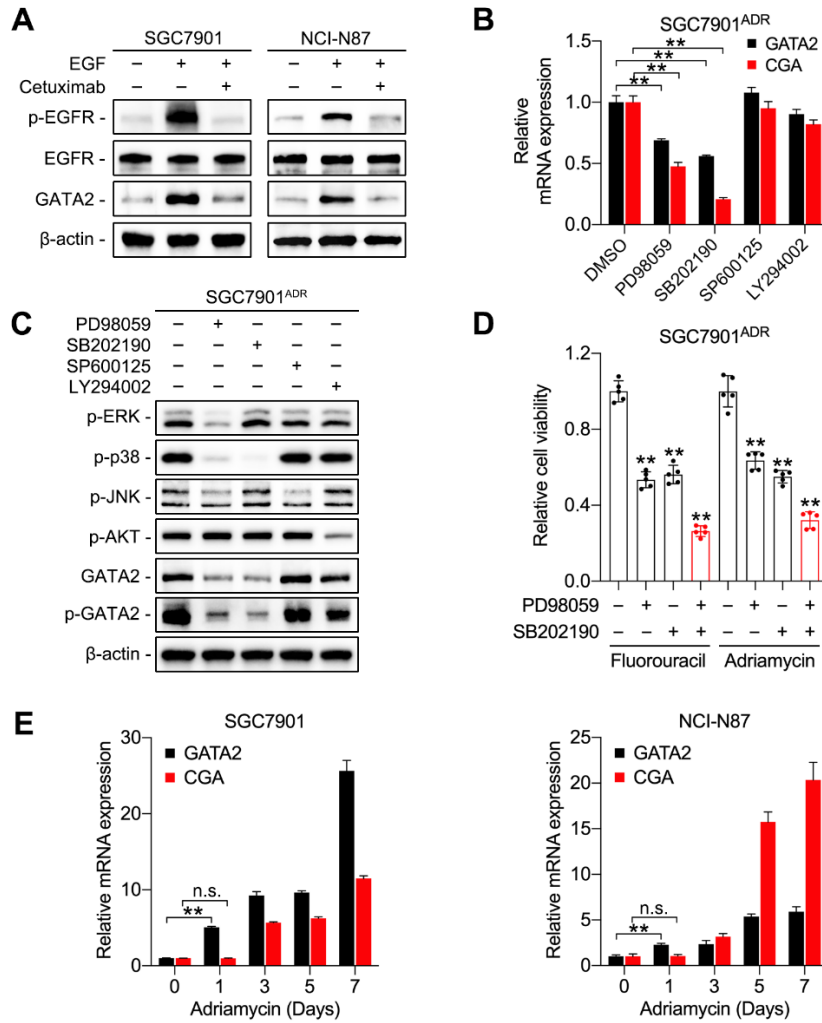 A
SGC7901 NCI-N87
EGF – + + – + +
Cetuximab – – + – – +
p-EGFR -
EGFR -
GATA2 -
β-actin -
B
SGC7901ADR
GATA2
CGA
Relative
mRNA expression
1.5
1.0
0.5
0.0
** ** ** **
DMSO
PD98059
SB202190
SP600125
LY294002
C
SGC7901ADR
PD98059 – + – – –
SB202190 – – + – –
SP600125 – – – + –
LY294002 – – – – +
p-ERK -
p-p38 -
p-JNK -
p-AKT -
GATA2 -
p-GATA2 -
β-actin -
D
SGC7901ADR
Relative cell viability
1.2
0.9
0.6
0.3
0.0
** ** ** ** ** **
PD98059 – + – + – + – +
SB202190 – – + + – – + +
Fluorouracil Adriamycin
E
SGC7901
GATA2
CGA
Relative mRNA expression
30
20
10
0
** n.s.
0 1 3 5 7
Adriamycin (Days)
NCI-N87
GATA2
CGA
Relative mRNA expression
25
20
15
10
5
0
** n.s.
0 1 3 5 7
Adriamycin (Days)